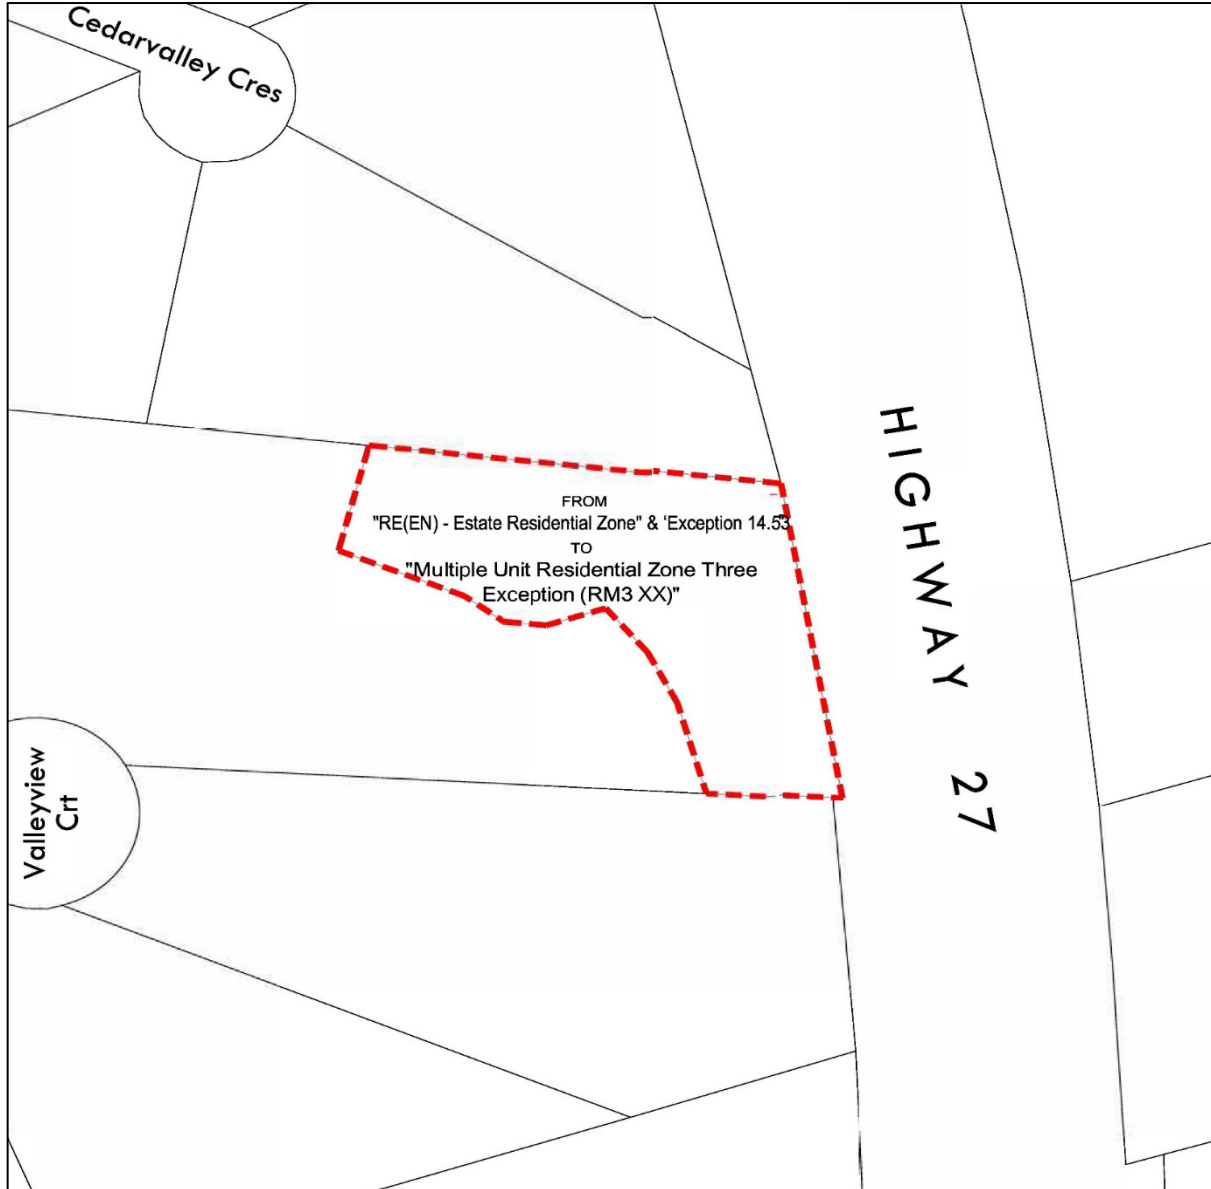 Cedarvalley Cres
FROM
"RE(EN) - Estate Residential Zone" & 'Exception 14.53"
TO
"Multiple Unit Residential Zone Three
Exception (RM3 XX)"
HIGHWAY 27
Valleyview
Crt